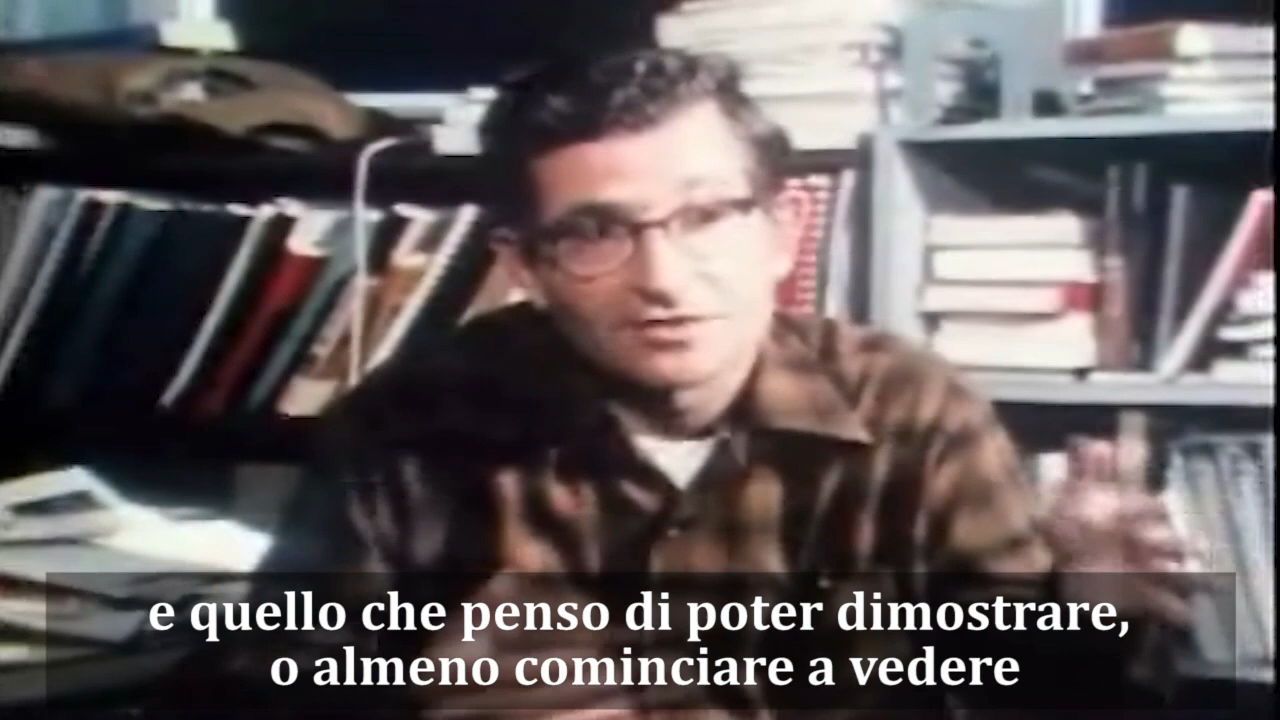 e quello che penso di poter dimostrare,
o almeno cominciare a vedere